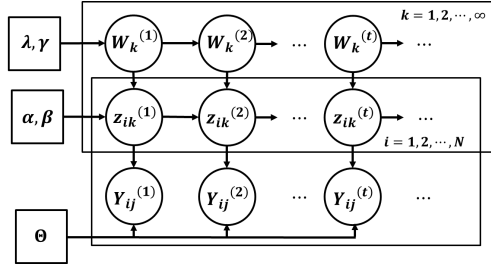 λ, γ
W_k^(1) W_k^(2) ⋯ W_k^(t) ⋯
k = 1,2,⋯,∞
α, β
z_ik^(1) z_ik^(2) ⋯ z_ik^(t) ⋯
i = 1,2,⋯,N
Y_ij^(1) Y_ij^(2) ⋯ Y_ij^(t) ⋯
Θ